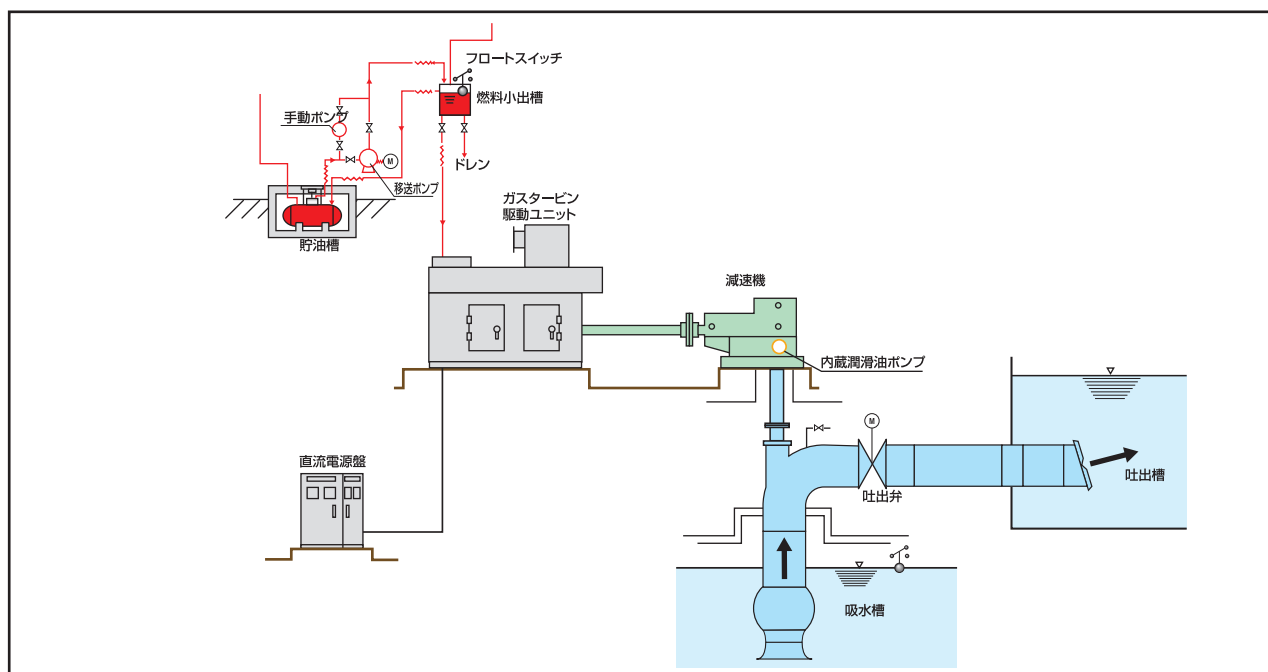 フロートスイッチ
燃料小出槽
手動ポンプ
M
ドレン
移送ポンプ
貯油槽
ガスタービン
駆動ユニット
減速機
内蔵潤滑油ポンプ
M
吐出槽
直流電源盤
吐出弁
吸水槽